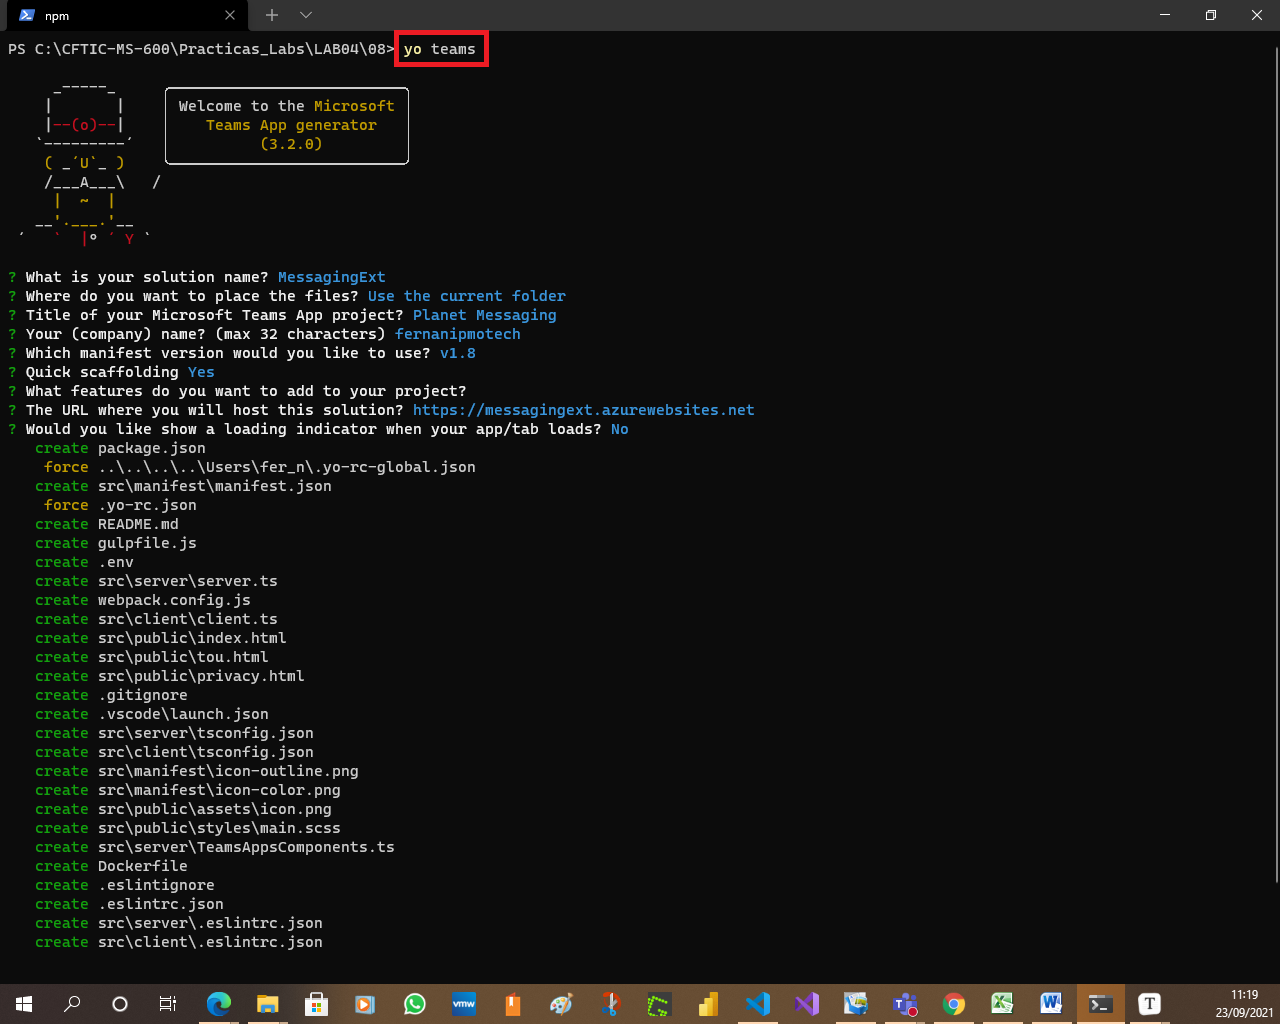 npm
PS C:\CFTIC-MS-600\Practicas_Labs\LAB04\08> yo teams
_-----_
|       |
|--(o)--|
`---------´
( _´U`_ )
/___A___\   /
|  ~  |
__'.___.'__
´   `  |° ´ Y `
Welcome to the Microsoft
Teams App generator
(3.2.0)
? What is your solution name? MessagingExt
? Where do you want to place the files? Use the current folder
? Title of your Microsoft Teams App project? Planet Messaging
? Your (company) name? (max 32 characters) fernanipmotech
? Which manifest version would you like to use? v1.8
? Quick scaffolding Yes
? What features do you want to add to your project?
? The URL where you will host this solution? https://messagingext.azurewebsites.net
? Would you like show a loading indicator when your app/tab loads? No
create package.json
force ..\..\..\..\Users\fer_n\.yo-rc-global.json
create src\manifest\manifest.json
force .yo-rc.json
create README.md
create gulpfile.js
create .env
create src\server\server.ts
create webpack.config.js
create src\client\client.ts
create src\public\index.html
create src\public\tou.html
create src\public\privacy.html
create .gitignore
create .vscode\launch.json
create src\server\tsconfig.json
create src\client\tsconfig.json
create src\manifest\icon-outline.png
create src\manifest\icon-color.png
create src\public\assets\icon.png
create src\public\styles\main.scss
create src\server\TeamsAppsComponents.ts
create Dockerfile
create .eslintignore
create .eslintrc.json
create src\server\.eslintrc.json
create src\client\.eslintrc.json
vmw
T
11:19
23/09/2021